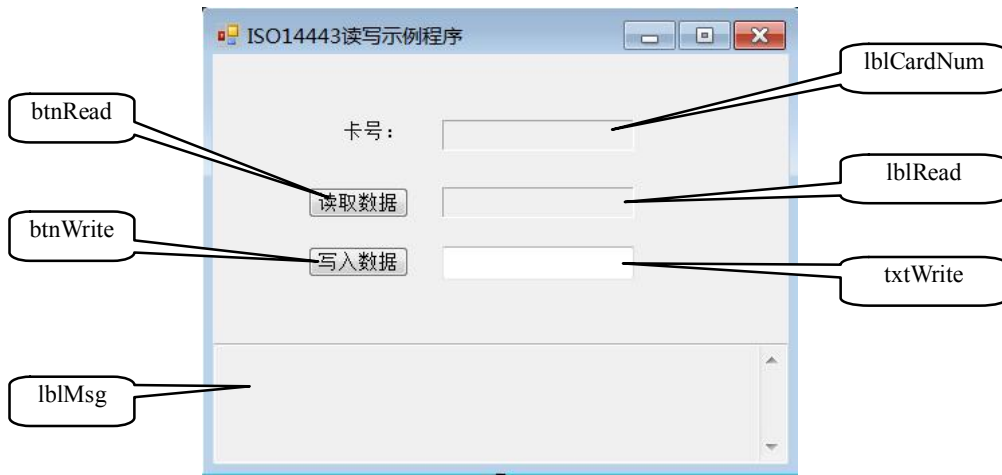 ISO14443读写示例程序
lblCardNum
btnRead
卡号：
lblRead
读取数据
btnWrite
写入数据
txtWrite
lblMsg